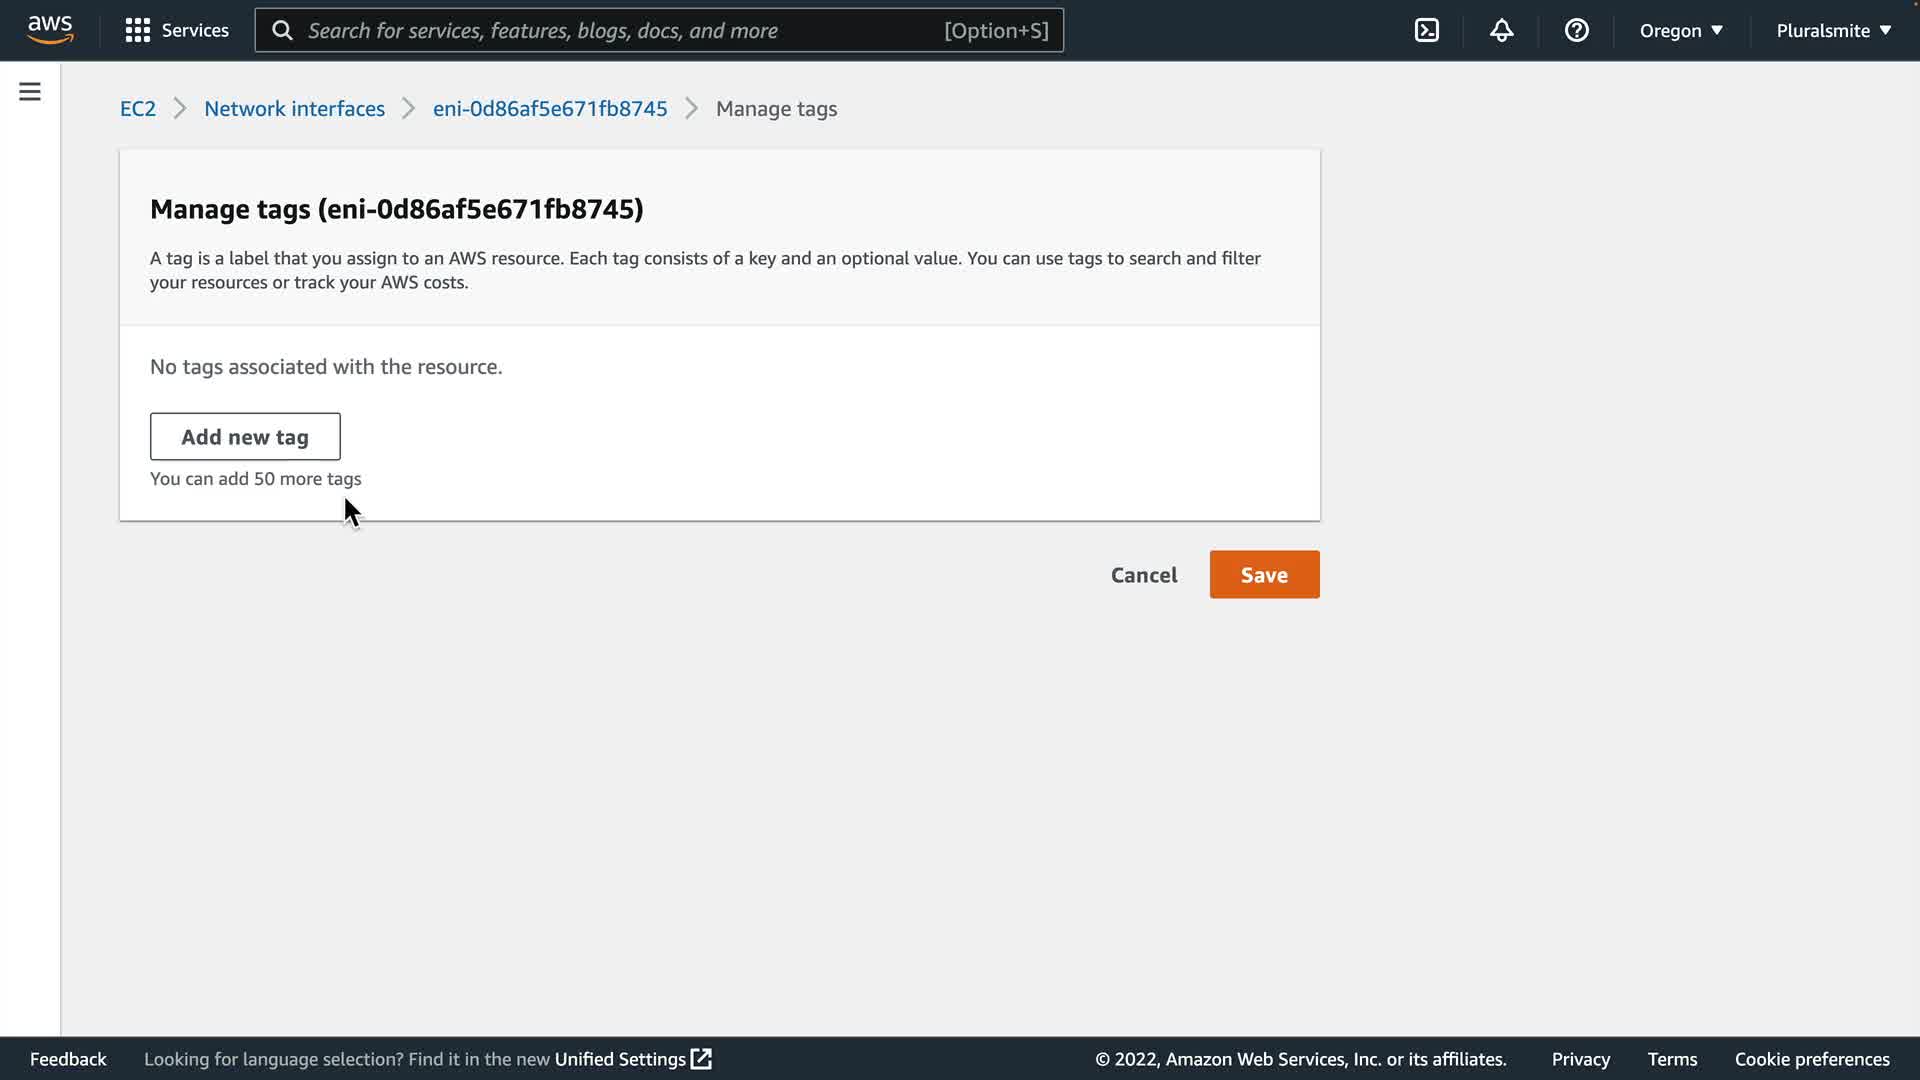 aws Services Search for services, features, blogs, docs, and more [Option+S] Oregon Pluralsmite
EC2 Network interfaces eni-0d86af5e671fb8745 Manage tags
Manage tags (eni-0d86af5e671fb8745)
A tag is a label that you assign to an AWS resource. Each tag consists of a key and an optional value. You can use tags to search and filter
your resources or track your AWS costs.
No tags associated with the resource.
Add new tag
You can add 50 more tags
Cancel Save
Feedback Looking for language selection? Find it in the new Unified Settings © 2022, Amazon Web Services, Inc. or its affiliates. Privacy Terms Cookie preferences